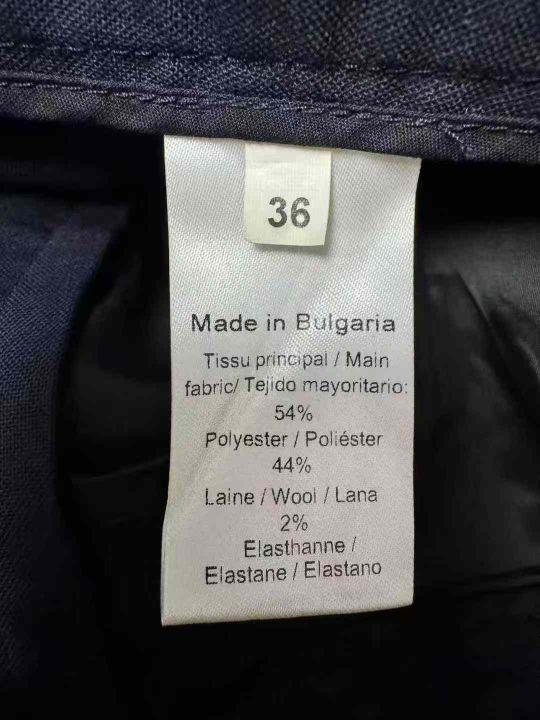 36
Made in Bulgaria
Tissu principal / Main
fabric/ Tejido mayoritario:
54%
Polyester / Poliéster
44%
Laine / Wool / Lana
2%
Elasthanne /
Elastane / Elastano